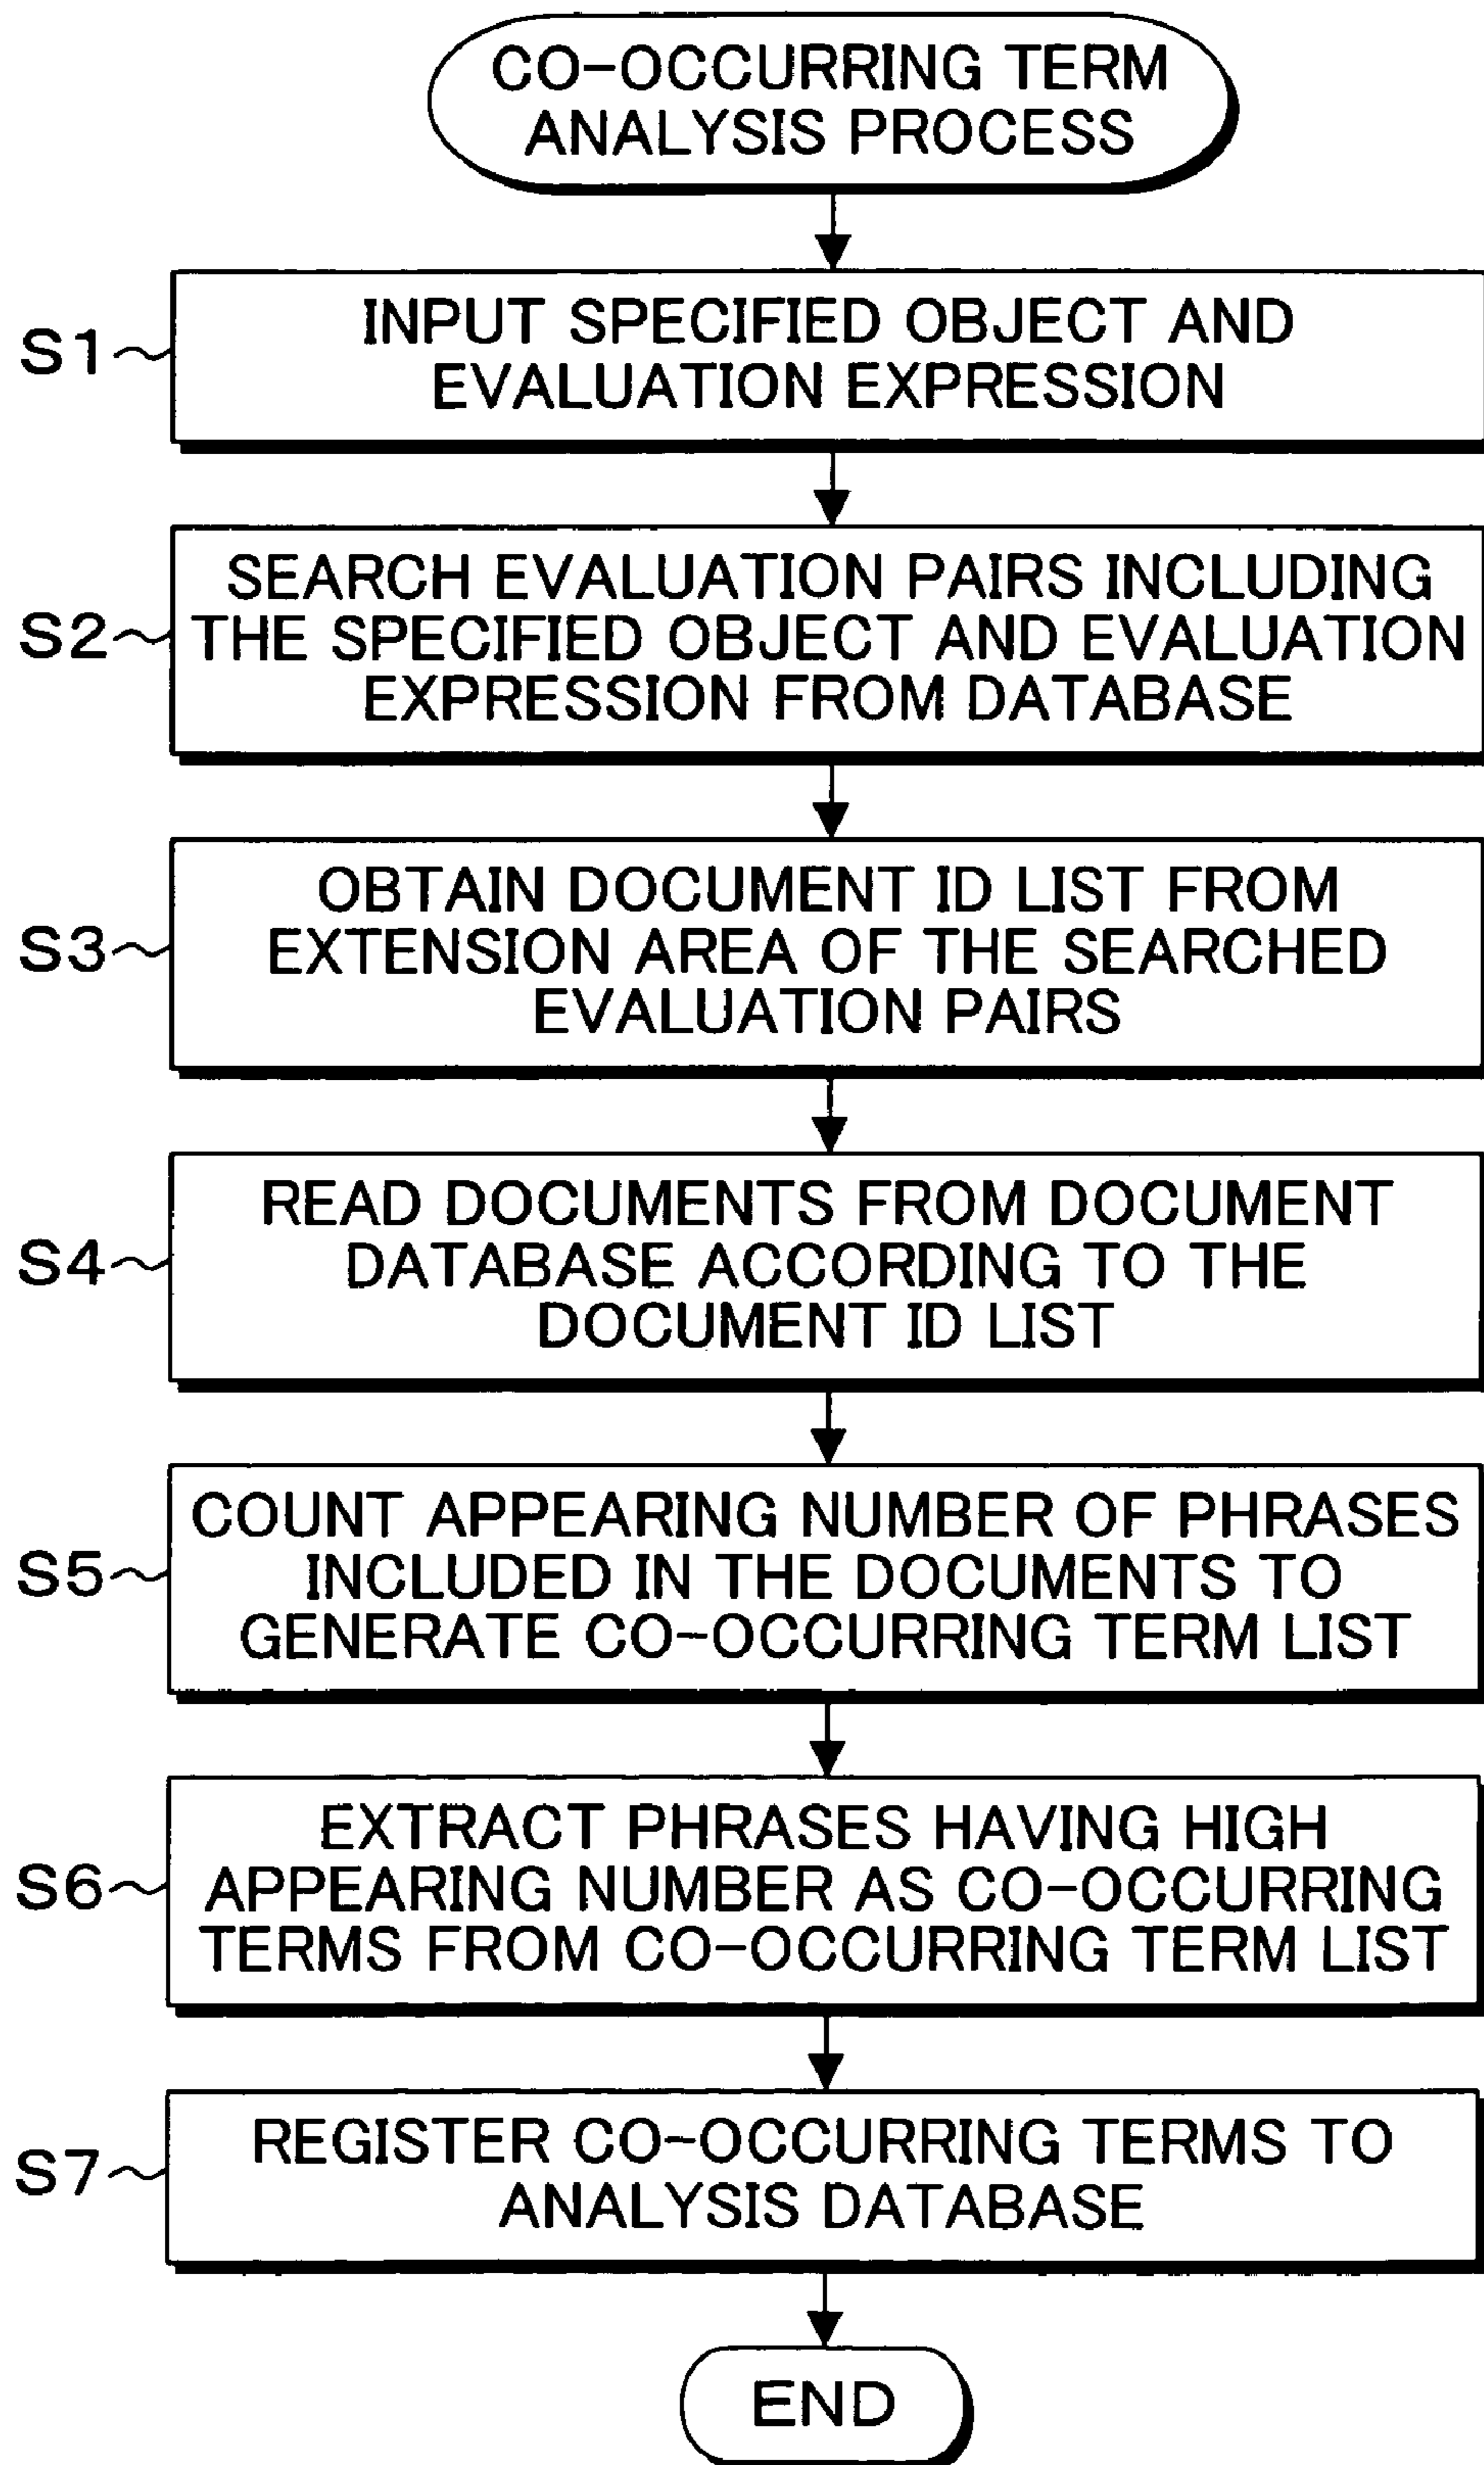 CO-OCCURRING TERM
ANALYSIS PROCESS
S1
INPUT SPECIFIED OBJECT AND
EVALUATION EXPRESSION
S2
SEARCH EVALUATION PAIRS INCLUDING
THE SPECIFIED OBJECT AND EVALUATION
EXPRESSION FROM DATABASE
S3
OBTAIN DOCUMENT ID LIST FROM
EXTENSION AREA OF THE SEARCHED
EVALUATION PAIRS
S4
READ DOCUMENTS FROM DOCUMENT
DATABASE ACCORDING TO THE
DOCUMENT ID LIST
S5
COUNT APPEARING NUMBER OF PHRASES
INCLUDED IN THE DOCUMENTS TO
GENERATE CO-OCCURRING TERM LIST
S6
EXTRACT PHRASES HAVING HIGH
APPEARING NUMBER AS CO-OCCURRING
TERMS FROM CO-OCCURRING TERM LIST
S7
REGISTER CO-OCCURRING TERMS TO
ANALYSIS DATABASE
END